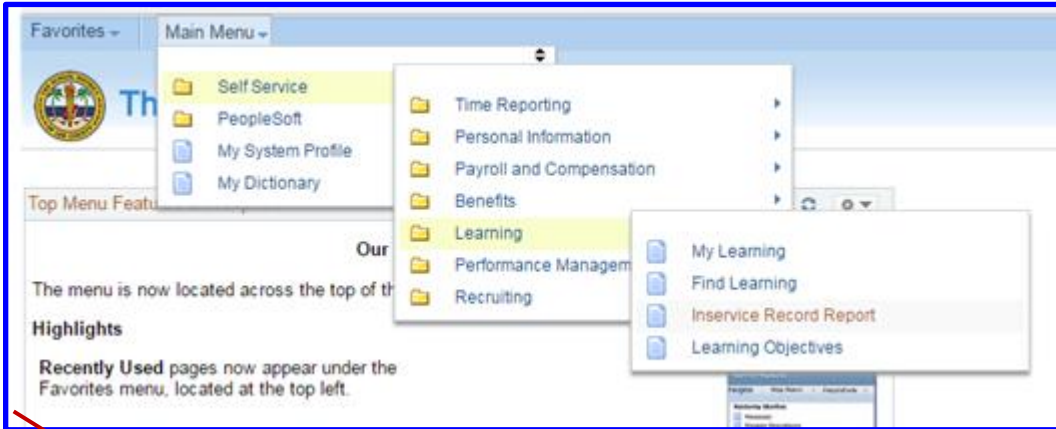 Favorites
Main Menu
Th
Self Service
PeopleSoft
My System Profile
My Dictionary
Time Reporting
Personal Information
Payroll and Compensation
Benefits
Learning
Performance Managem
Recruiting
My Learning
Find Learning
Inservice Record Report
Learning Objectives
Top Menu Featu
Our
The menu is now located across the top of th
Highlights
Recently Used pages now appear under the
Favorites menu, located at the top left.